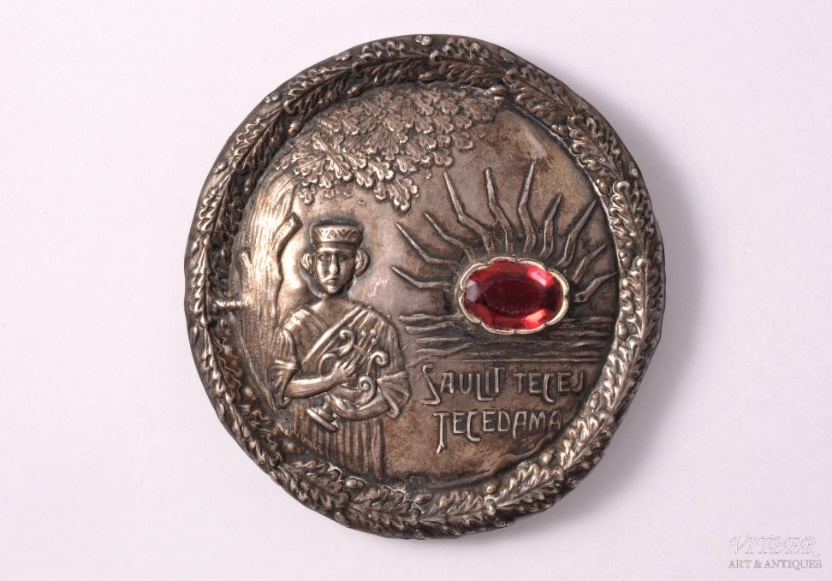 SAULIT TECEJ
TECEDAMA
VITBER
ART & ANTIQUES